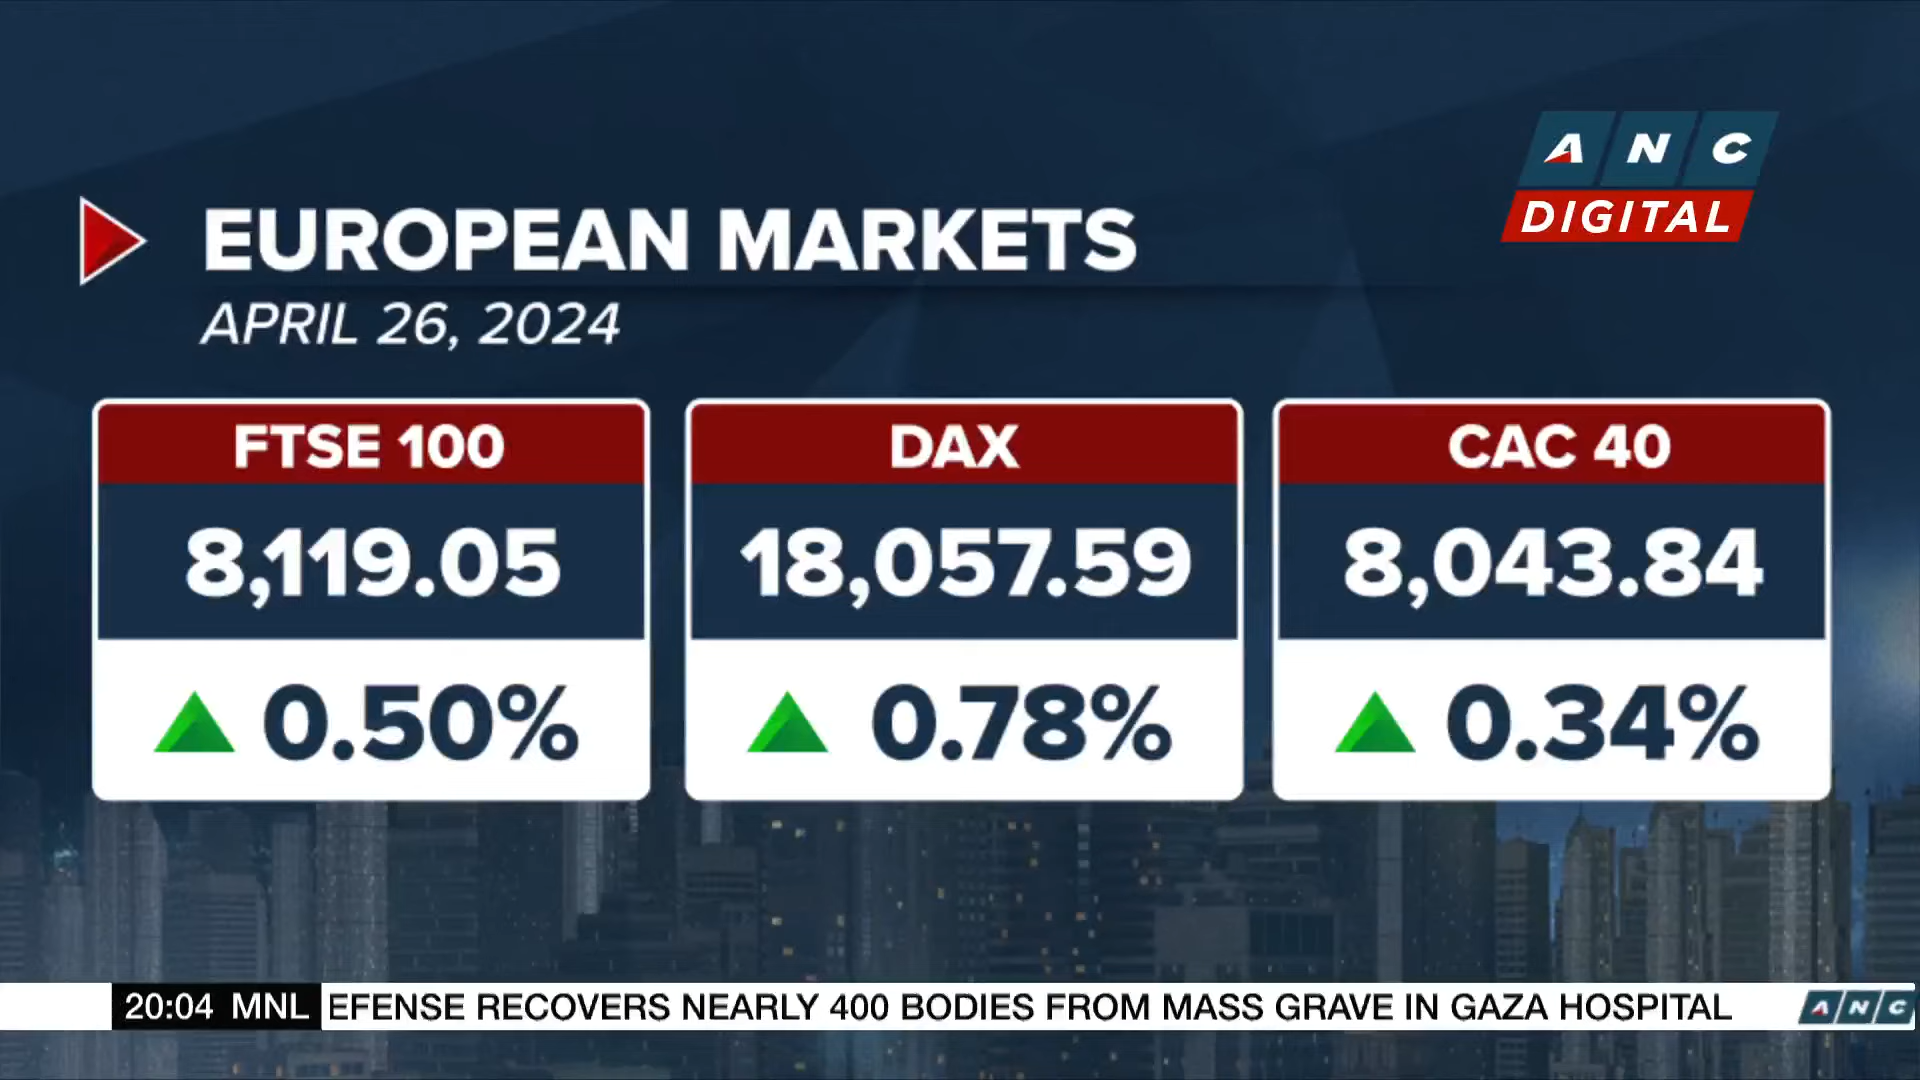 ANC
DIGITAL
EUROPEAN MARKETS
APRIL 26, 2024
FTSE 100
8,119.05
0.50%
DAX
18,057.59
0.78%
CAC 40
8,043.84
0.34%
20:04 MNL
EFENSE RECOVERS NEARLY 400 BODIES FROM MASS GRAVE IN GAZA HOSPITAL
ANC